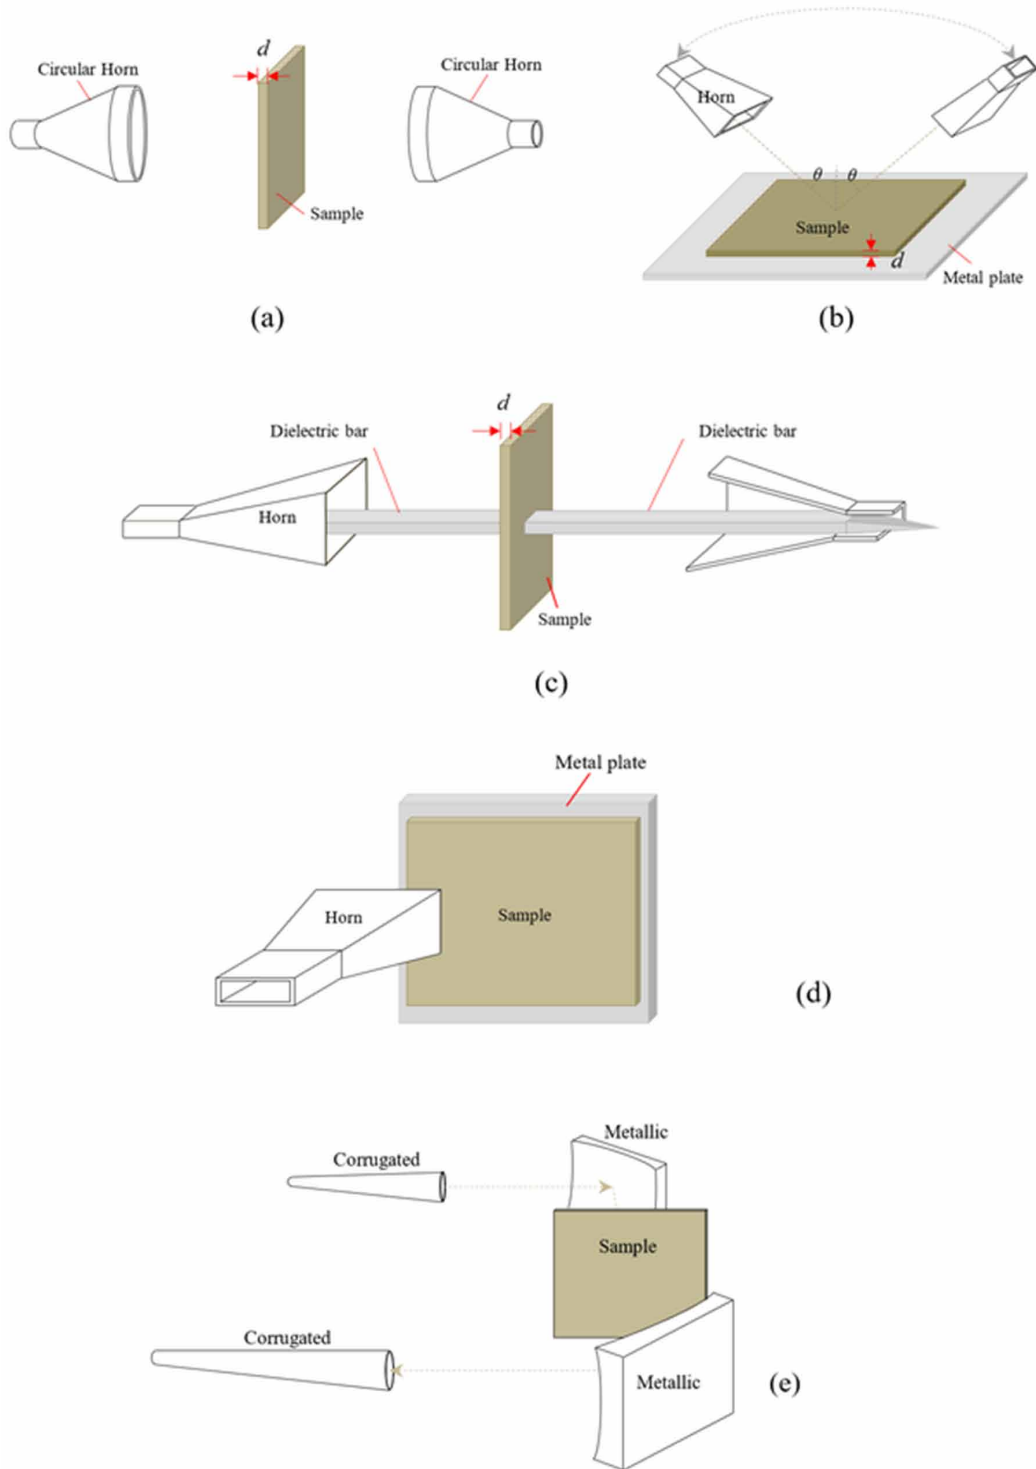 d
Circular Horn
Circular Horn
Sample
(a)
Horn
θ θ
Sample
d
Metal plate
(b)
d
Dielectric bar
Dielectric bar
Horn
Sample
(c)
Metal plate
Horn
Sample
(d)
Metallic
Corrugated
Sample
Corrugated
Metallic
(e)